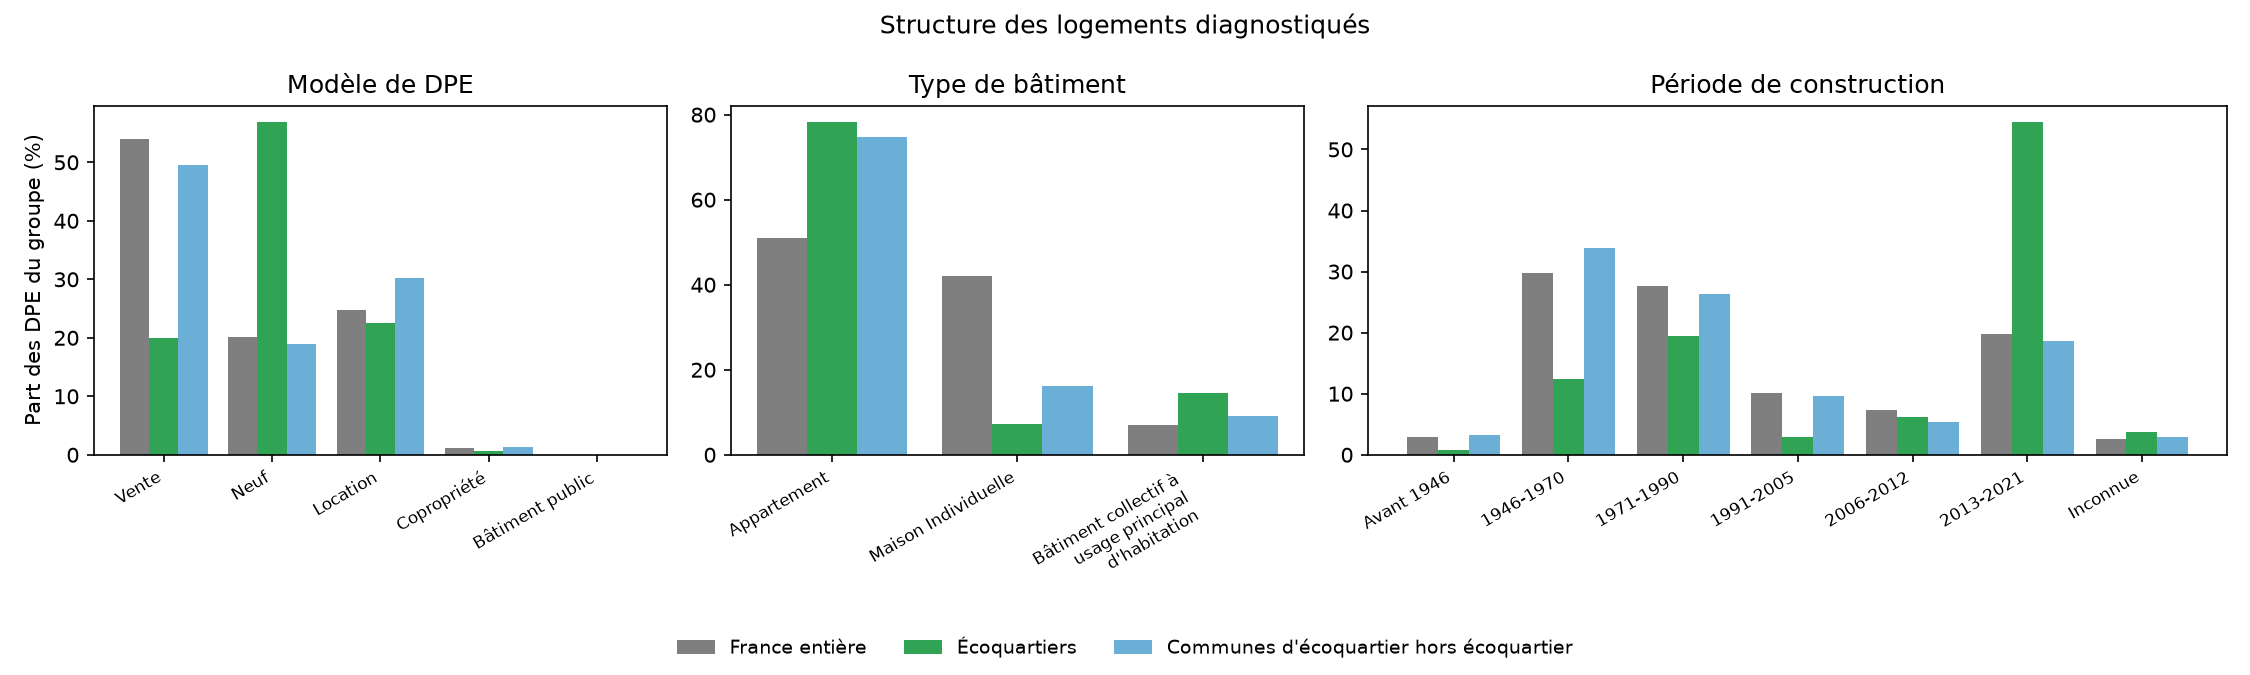 Structure des logements diagnostiqués
Modèle de DPE
Part des DPE du groupe (%)
50
40
30
20
10
0
Vente
Neuf
Location
Copropriété
Bâtiment public
Type de bâtiment
80
60
40
20
0
Appartement
Maison Individuelle
Bâtiment collectif à
usage principal
d'habitation
Période de construction
50
40
30
20
10
0
Avant 1946
1946-1970
1971-1990
1991-2005
2006-2012
2013-2021
Inconnue
France entière
Écoquartiers
Communes d'écoquartier hors écoquartier